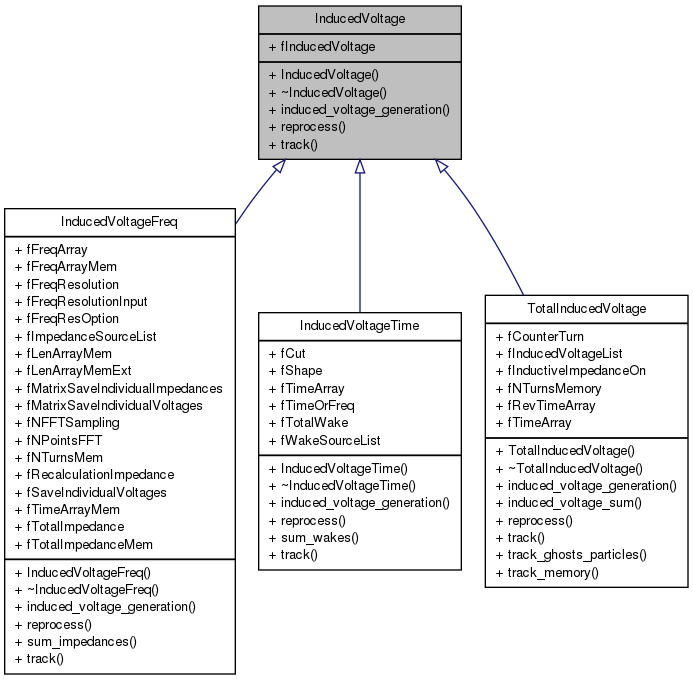 InducedVoltage
+ fInducedVoltage
+ InducedVoltage()
+ ~InducedVoltage()
+ induced_voltage_generation()
+ reprocess()
+ track()
InducedVoltageFreq
+ fFreqArray
+ fFreqArrayMem
+ fFreqResolution
+ fFreqResolutionInput
+ fFreqResOption
+ fImpedanceSourceList
+ fLenArrayMem
+ fLenArrayMemExt
+ fMatrixSaveIndividualImpedances
+ fMatrixSaveIndividualVoltages
+ fNFFTSampling
+ fNPointsFFT
+ fNTurnsMem
+ fRecalculationImpedance
+ fSaveIndividualVoltages
+ fTimeArrayMem
+ fTotalImpedance
+ fTotalImpedanceMem
+ InducedVoltageFreq()
+ ~InducedVoltageFreq()
+ induced_voltage_generation()
+ reprocess()
+ sum_impedances()
+ track()
InducedVoltageTime
+ fCut
+ fShape
+ fTimeArray
+ fTimeOrFreq
+ fTotalWake
+ fWakeSourceList
+ InducedVoltageTime()
+ ~InducedVoltageTime()
+ induced_voltage_generation()
+ reprocess()
+ sum_wakes()
+ track()
TotalInducedVoltage
+ fCounterTurn
+ fInducedVoltageList
+ fInductiveImpedanceOn
+ fNTurnsMemory
+ fRevTimeArray
+ fTimeArray
+ TotalInducedVoltage()
+ ~TotalInducedVoltage()
+ induced_voltage_generation()
+ induced_voltage_sum()
+ reprocess()
+ track()
+ track_ghosts_particles()
+ track_memory()